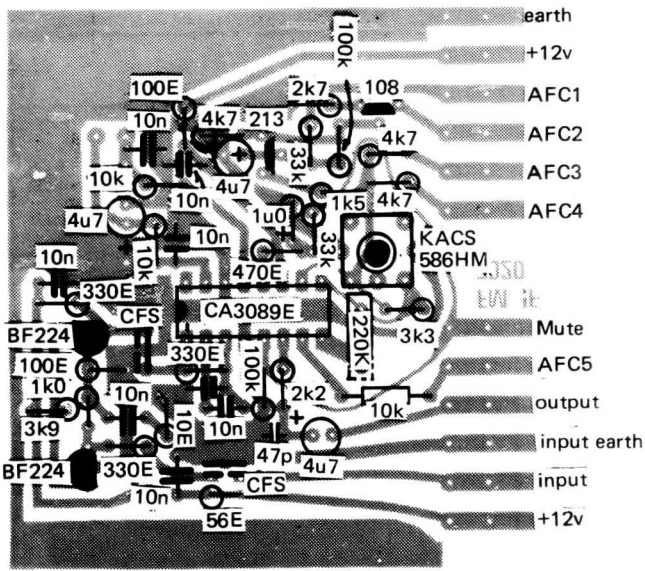 earth
+12v
100k
100E
2k7
108
AFC1
10n
4k7
213
AFC2
4k7
AFC3
10k
4u7
33k
10n
1k5
4k7
AFC4
4u7
1u0
10n
33k
KACS
586HM
10k
10n
470E
330E
CFS
CA3089E
220K
3k3
Mute
BF224
330E
AFC5
100E
100k
1k0
2k2
10k
output
10n
10n
3k9
10E
47p
input earth
BF224
330E
4u7
CFS
input
10n
56E
+12v
FM IF